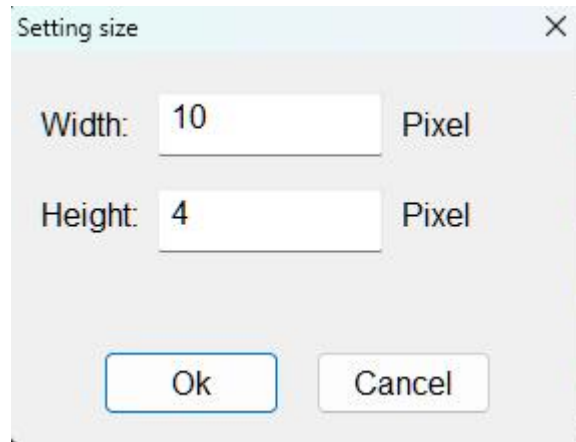 Setting size
Width: 10 Pixel
Height: 4 Pixel
Ok Cancel